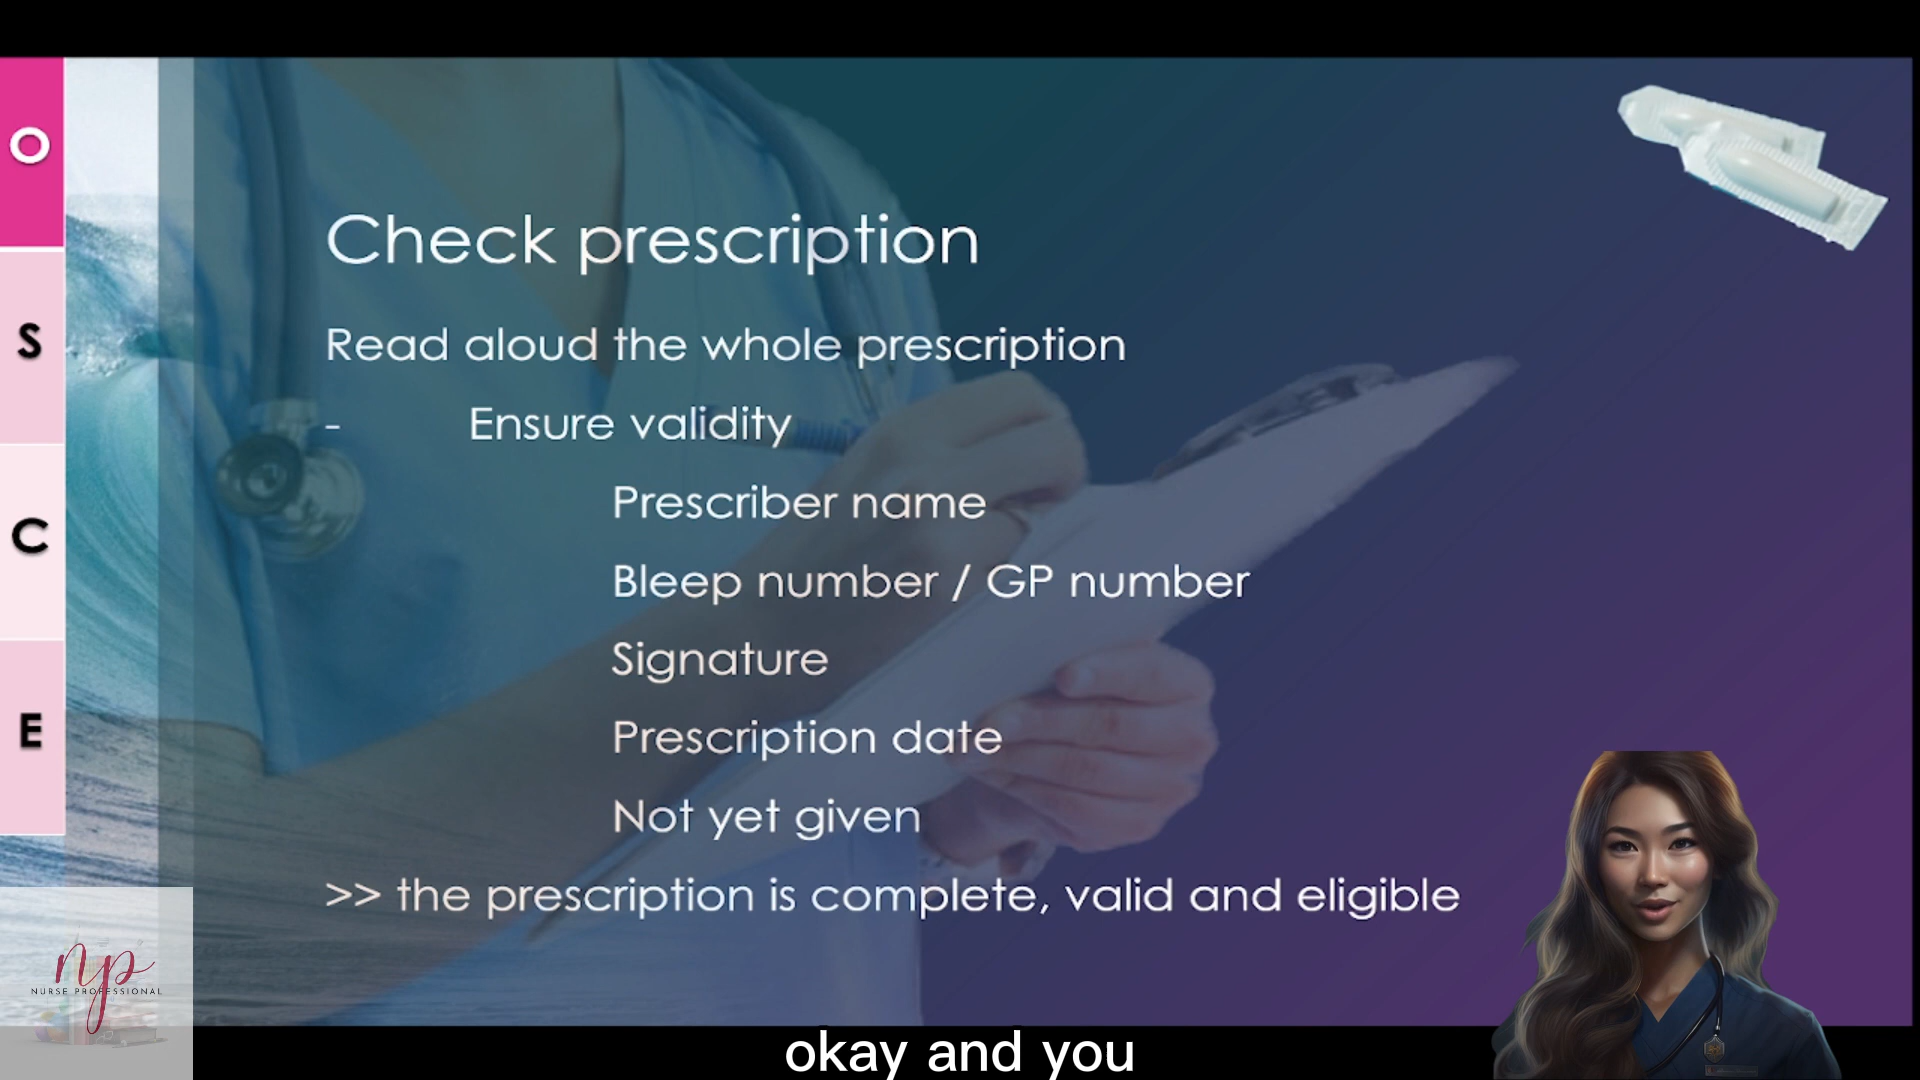 O
S
C
E
Check prescription
Read aloud the whole prescription
- Ensure validity
Prescriber name
Bleep number / GP number
Signature
Prescription date
Not yet given
>> the prescription is complete, valid and eligible
np
NURSE PROFESSIONAL
okay and you